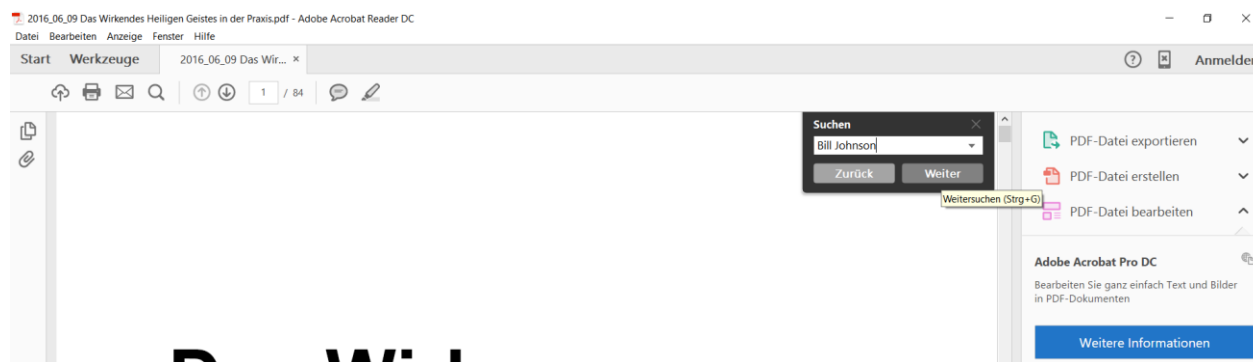 2016_06_09 Das Wirkendes Heiligen Geistes in der Praxis.pdf - Adobe Acrobat Reader DC
Datei Bearbeiten Anzeige Fenster Hilfe
Start Werkzeuge 2016_06_09 Das Wir... × ? Anmelden
1 / 84
Suchen
Bill Johnson
Zurück Weiter
Weitersuchen (Strg+G)
PDF-Datei exportieren
PDF-Datei erstellen
PDF-Datei bearbeiten
Adobe Acrobat Pro DC
Bearbeiten Sie ganz einfach Text und Bilder
in PDF-Dokumenten
Weitere Informationen